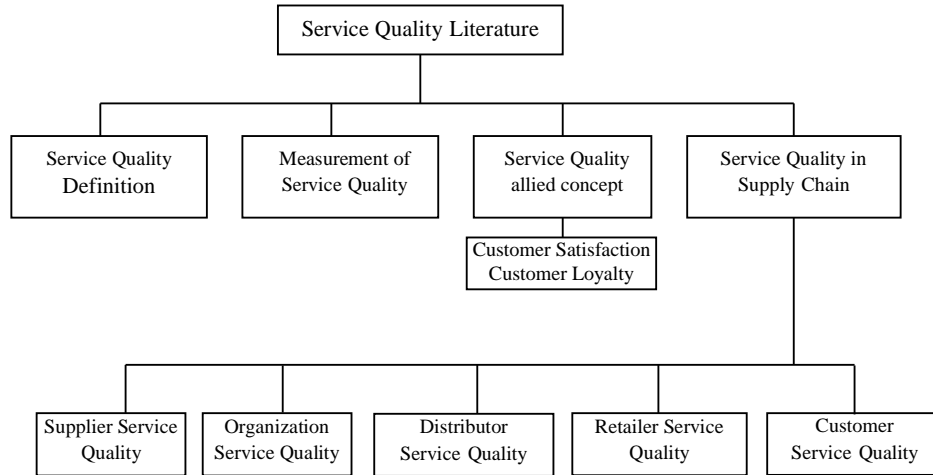 Service Quality Literature
Service Quality
Definition
Measurement of
Service Quality
Service Quality
allied concept
Service Quality in
Supply Chain
Customer Satisfaction
Customer Loyalty
Supplier Service
Quality
Organization
Service Quality
Distributor
Service Quality
Retailer Service
Quality
Customer
Service Quality